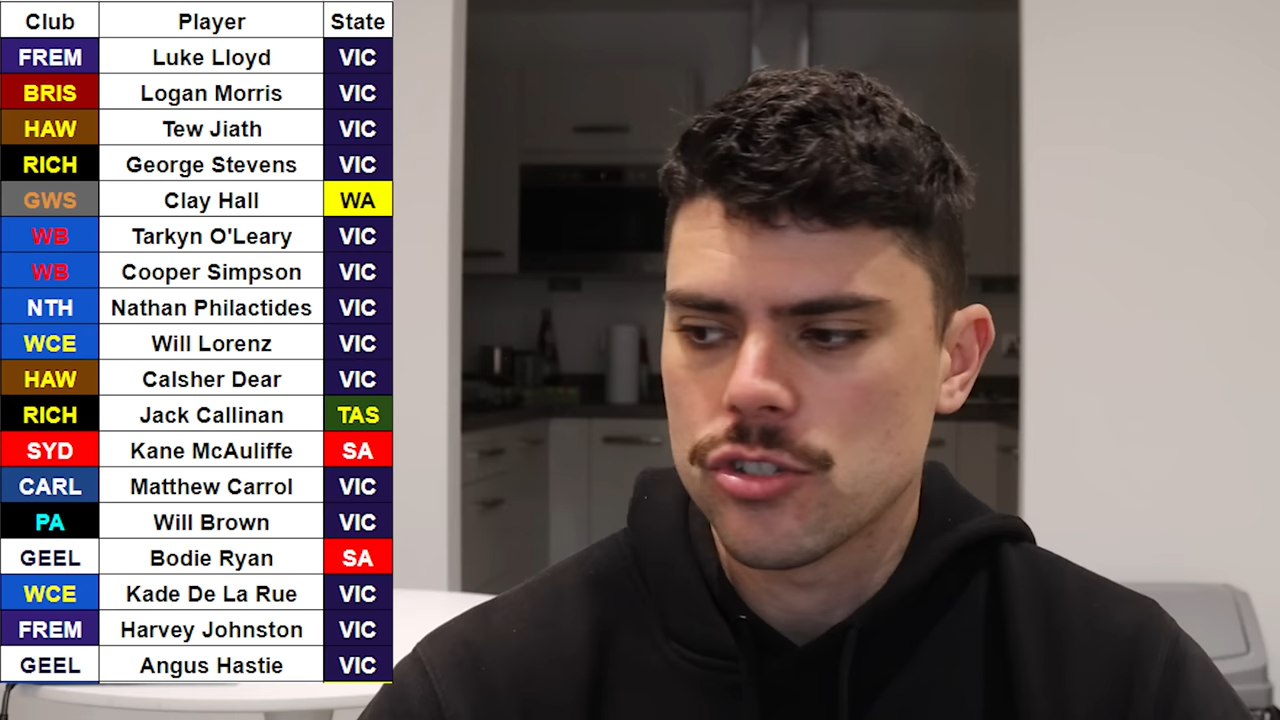 Club Player State
FREM Luke Lloyd VIC
BRIS Logan Morris VIC
HAW Tew Jiath VIC
RICH George Stevens VIC
GWS Clay Hall WA
WB Tarkyn O'Leary VIC
WB Cooper Simpson VIC
NTH Nathan Philactides VIC
WCE Will Lorenz VIC
HAW Calsher Dear VIC
RICH Jack Callinan TAS
SYD Kane McAuliffe SA
CARL Matthew Carrol VIC
PA Will Brown VIC
GEEL Bodie Ryan SA
WCE Kade De La Rue VIC
FREM Harvey Johnston VIC
GEEL Angus Hastie VIC